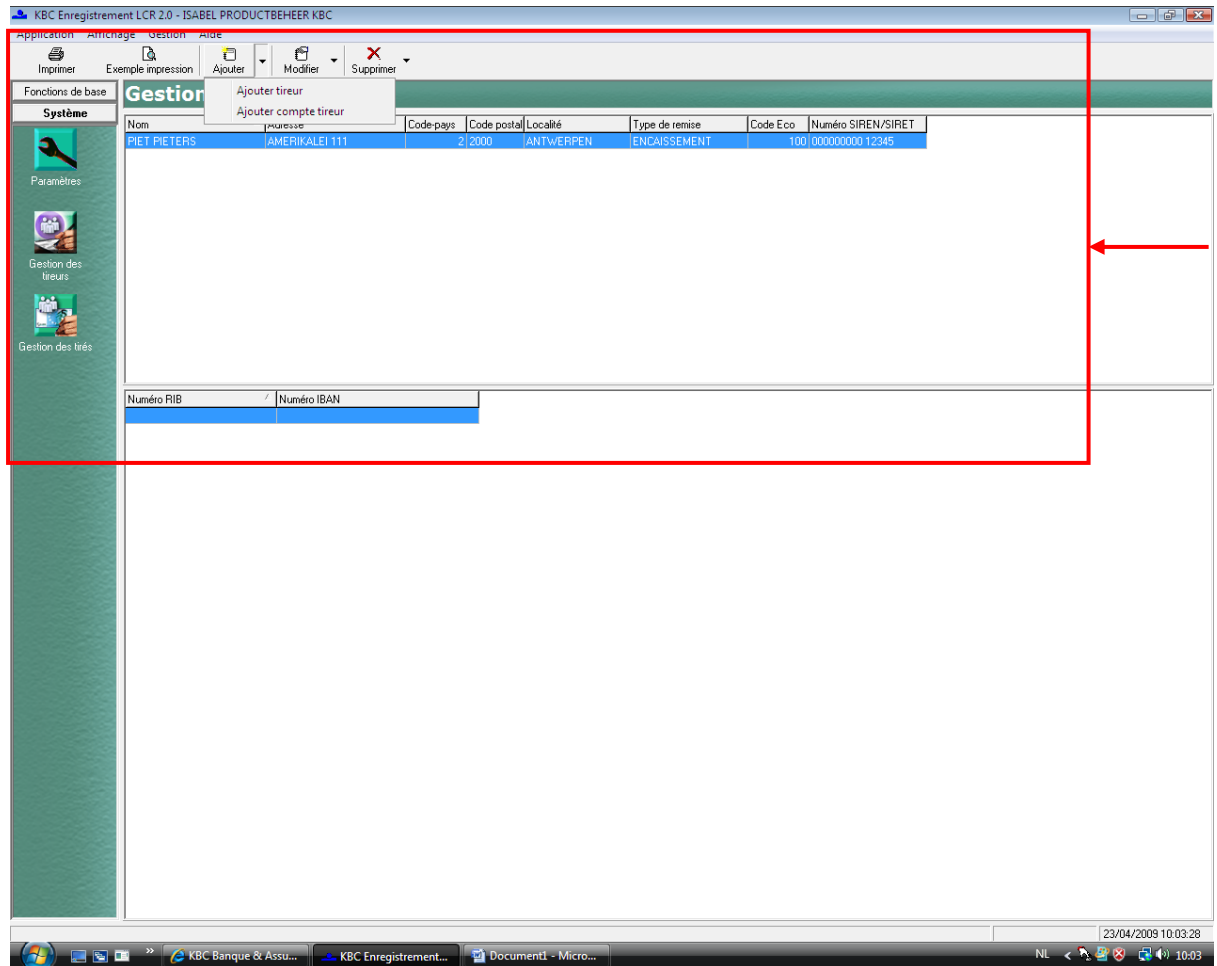 KBC Enregistrement LCR 2.0 - ISABEL PRODUCTBEHEER KBC
Application Affichage Gestion Aide
Imprimer Exemple impression Ajouter Modifier Supprimer
Ajouter tireur
Ajouter compte tireur
Fonctions de base
Système
Paramètres
Gestion des
tireurs
Gestion des tirés
Gestion
Nom Adresse Code-pays Code postal Localité Type de remise Code Eco Numéro SIREN/SIRET
PIET PIETERS AMERIKALEI 111 2 2000 ANTWERPEN ENCAISSEMENT 100 000000000 12345
Numéro RIB Numéro IBAN
23/04/2009 10:03:28
KBC Banque & Assu... KBC Enregistrement... Document1 - Micro... NL 10:03